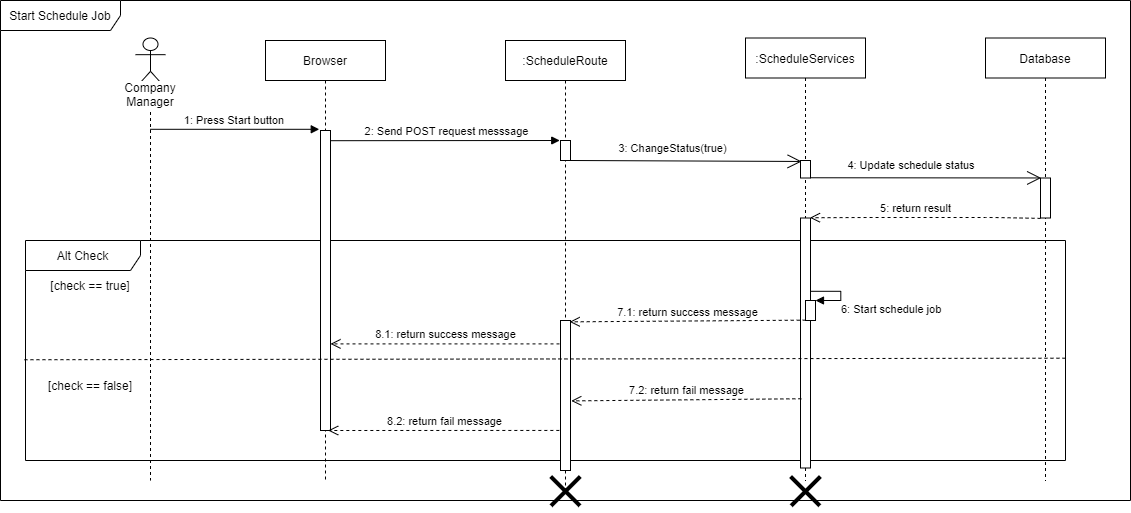 Start Schedule Job
Company
Manager
Browser
:ScheduleRoute
:ScheduleServices
Database
1: Press Start button
2: Send POST request messsage
3: ChangeStatus(true)
4: Update schedule status
5: return result
Alt Check
[check == true]
6: Start schedule job
7.1: return success message
8.1: return success message
[check == false]
7.2: return fail message
8.2: return fail message